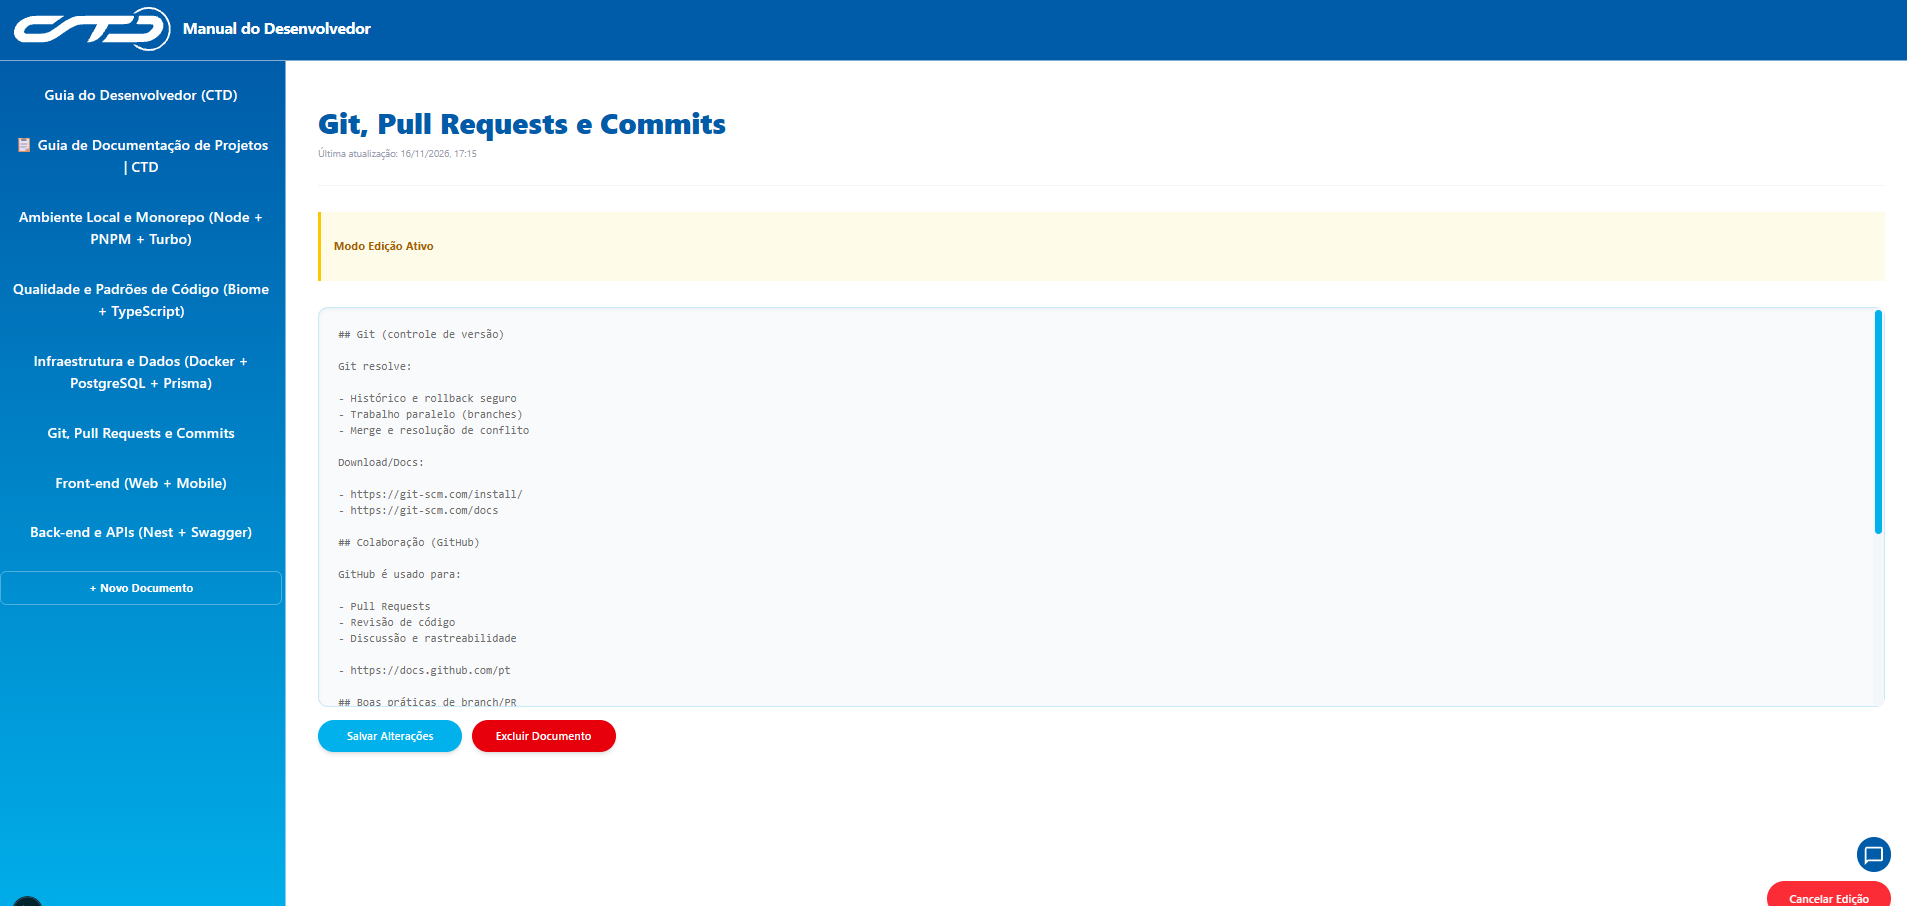 CTD
Manual do Desenvolvedor
Guia do Desenvolvedor (CTD)
📋 Guia de Documentação de Projetos
| CTD
Ambiente Local e Monorepo (Node +
PNPM + Turbo)
Qualidade e Padrões de Código (Biome
+ TypeScript)
Infraestrutura e Dados (Docker +
PostgreSQL + Prisma)
Git, Pull Requests e Commits
Front-end (Web + Mobile)
Back-end e APIs (Nest + Swagger)
+ Novo Documento
Git, Pull Requests e Commits
Última atualização: 16/11/2026, 17:15
Modo Edição Ativo
## Git (controle de versão)
Git resolve:
- Histórico e rollback seguro
- Trabalho paralelo (branches)
- Merge e resolução de conflito
Download/Docs:
- https://git-scm.com/install/
- https://git-scm.com/docs
## Colaboração (GitHub)
GitHub é usado para:
- Pull Requests
- Revisão de código
- Discussão e rastreabilidade
- https://docs.github.com/pt
## Boas práticas de branch/PR
Salvar Alterações
Excluir Documento
Cancelar Edição